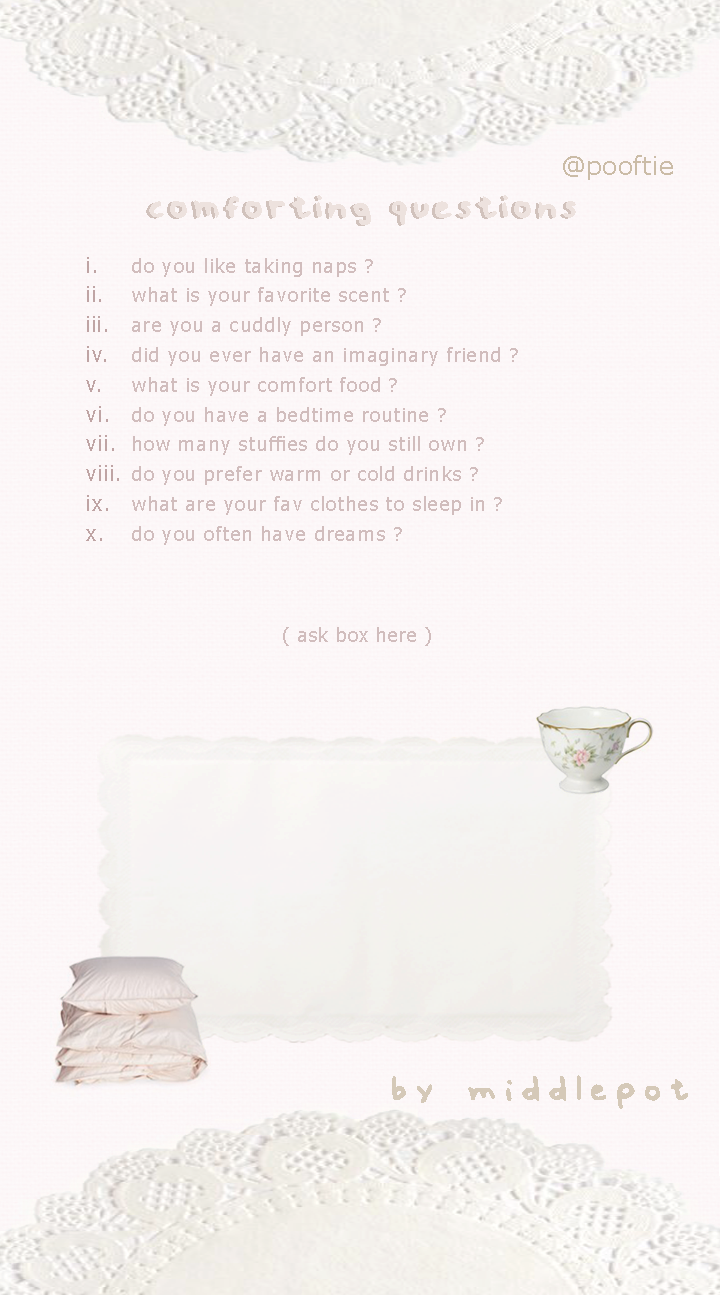 @pooftie
comforting questions
i. do you like taking naps ?
ii. what is your favorite scent ?
iii. are you a cuddly person ?
iv. did you ever have an imaginary friend ?
v. what is your comfort food ?
vi. do you have a bedtime routine ?
vii. how many stuffies do you still own ?
viii. do you prefer warm or cold drinks ?
ix. what are your fav clothes to sleep in ?
x. do you often have dreams ?
( ask box here )
by middlepot